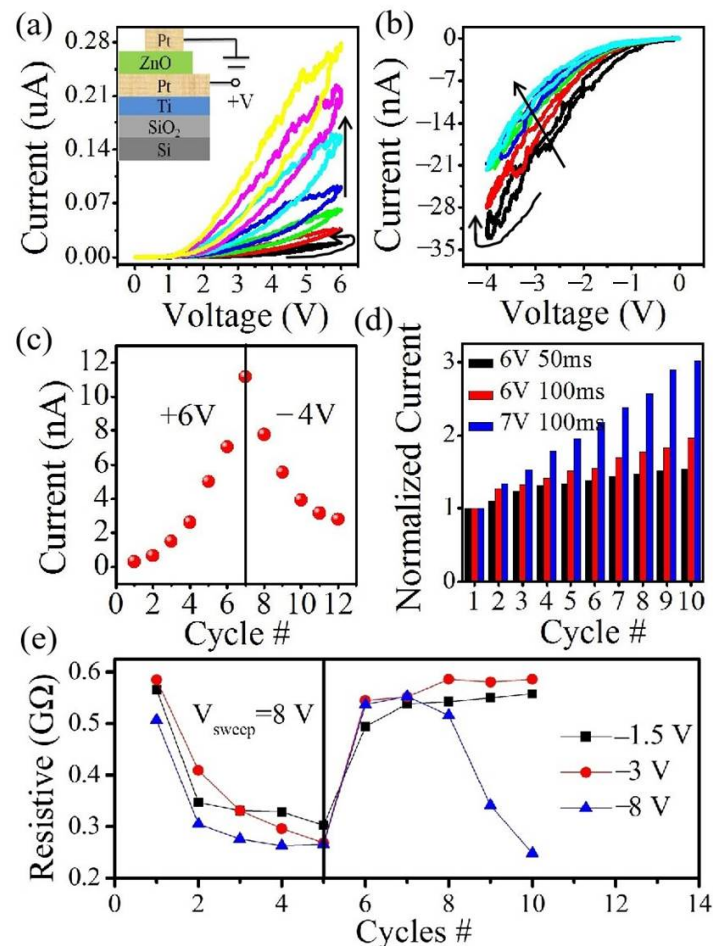 (a)
Current (uA)
0.28
0.21
0.14
0.07
0.00
Pt
ZnO
Pt
Ti
SiO₂
Si
+V
0 1 2 3 4 5 6
Voltage (V)
(b)
Current (nA)
0
−7
−14
−21
−28
−35
−4 −3 −2 −1 0
Voltage (V)
(c)
Current (nA)
12
10
8
6
4
2
0
+6V −4V
0 2 4 6 8 10 12
Cycle #
(d)
Normalized Current
3
2
1
0
6V 50ms
6V 100ms
7V 100ms
1 2 3 4 5 6 7 8 9 10
Cycle #
(e)
Resistive (GΩ)
0.6
0.5
0.4
0.3
0.2
V_sweep=8 V
−1.5 V
−3 V
−8 V
0 2 4 6 8 10 12 14
Cycles #